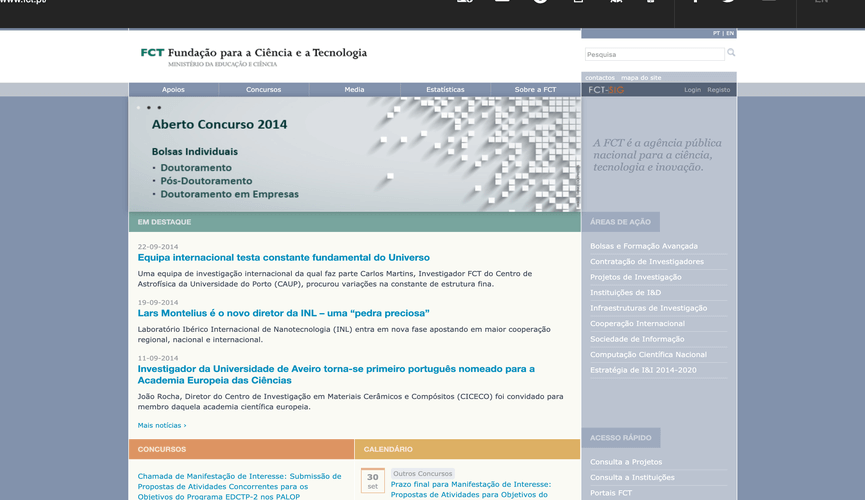 www.fct.pt/
EN
PT | EN
FCT Fundação para a Ciência e a Tecnologia
MINISTÉRIO DA EDUCAÇÃO E CIÊNCIA
Pesquisa
contactos mapa do site
Apoios Concursos Media Estatísticas Sobre a FCT
FCT-SIG Login Registo
Aberto Concurso 2014
Bolsas Individuais
• Doutoramento
• Pós-Doutoramento
• Doutoramento em Empresas
A FCT é a agência pública
nacional para a ciência,
tecnologia e inovação.
EM DESTAQUE
22-09-2014
Equipa internacional testa constante fundamental do Universo
Uma equipa de investigação internacional da qual faz parte Carlos Martins, Investigador FCT do Centro de
Astrofísica da Universidade do Porto (CAUP), procurou variações na constante de estrutura fina.
19-09-2014
Lars Montelius é o novo diretor da INL – uma “pedra preciosa”
Laboratório Ibérico Internacional de Nanotecnologia (INL) entra em nova fase apostando em maior cooperação
regional, nacional e internacional.
11-09-2014
Investigador da Universidade de Aveiro torna-se primeiro português nomeado para a
Academia Europeia das Ciências
João Rocha, Diretor do Centro de Investigação em Materiais Cerâmicos e Compósitos (CICECO) foi convidado para
membro daquela academia científica europeia.
Mais notícias ›
ÁREAS DE AÇÃO
Bolsas e Formação Avançada
Contratação de Investigadores
Projetos de Investigação
Instituições de I&D
Infraestruturas de Investigação
Cooperação Internacional
Sociedade de Informação
Computação Científica Nacional
Estratégia de I&I 2014-2020
ACESSO RÁPIDO
Consulta a Projetos
Consulta a Instituições
Portais FCT
CONCURSOS
Chamada de Manifestação de Interesse: Submissão de
Propostas de Atividades Concorrentes para os
Objetivos do Programa EDCTP-2 nos PALOP
CALENDÁRIO
30
set
Outros Concursos
Prazo final para Manifestação de Interesse:
Propostas de Atividades para Objetivos do